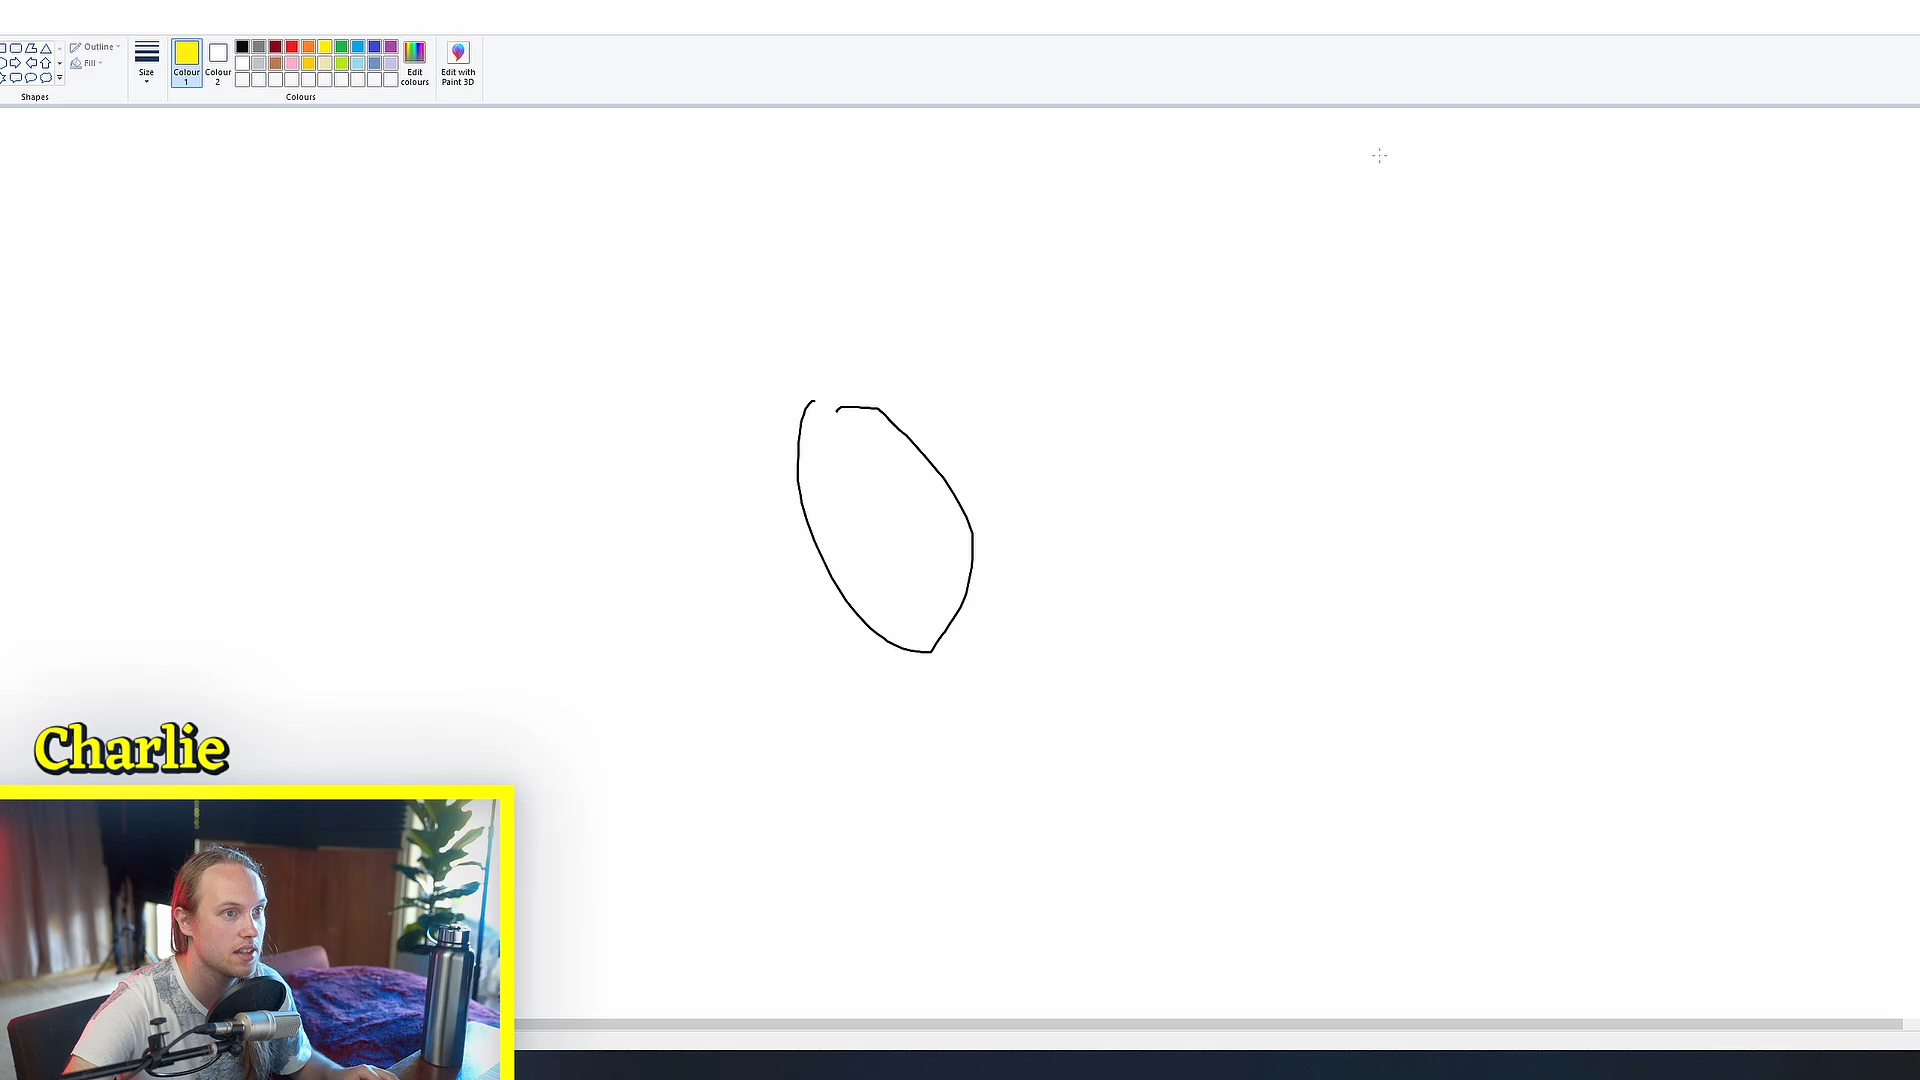 Outline
Fill
Shapes
Size
Colour
1
Colour
2
Edit
colours
Colours
Edit with
Paint 3D
Charlie